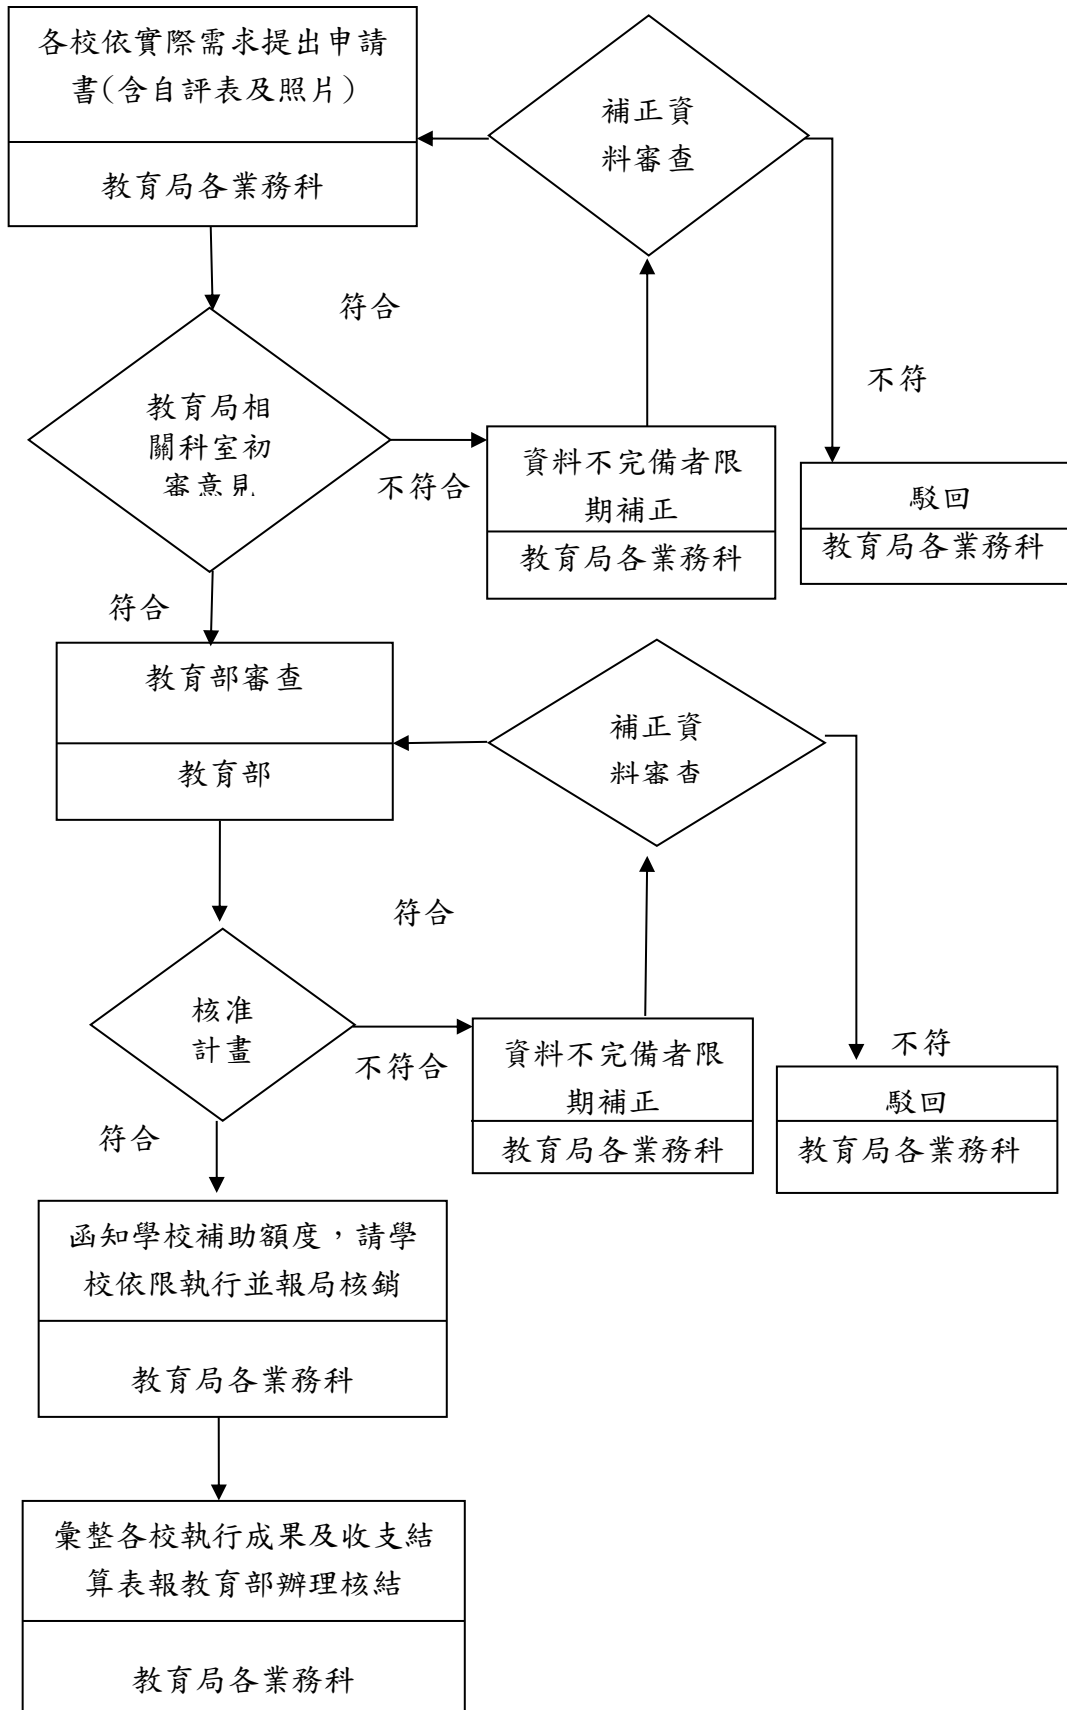 各校依實際需求提出申請
書(含自評表及照片)
教育局各業務科
補正資
料審查
符合
不符
教育局相
關科室初
審意見
不符合
資料不完備者限
期補正
教育局各業務科
駁回
教育局各業務科
符合
教育部審查
教育部
補正資
料審查
符合
核准
計畫
不符合
資料不完備者限
期補正
教育局各業務科
不符
駁回
教育局各業務科
符合
函知學校補助額度，請學
校依限執行並報局核銷
教育局各業務科
彙整各校執行成果及收支結
算表報教育部辦理核結
教育局各業務科